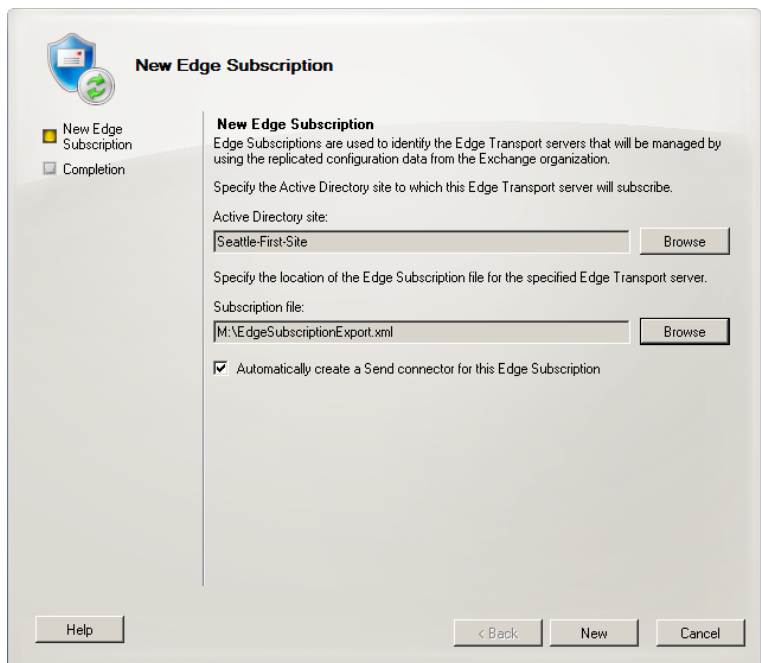 New Edge Subscription
New Edge
Subscription
Completion
New Edge Subscription
Edge Subscriptions are used to identify the Edge Transport servers that will be managed by
using the replicated configuration data from the Exchange organization.
Specify the Active Directory site to which this Edge Transport server will subscribe.
Active Directory site:
Seattle-First-Site
Browse
Specify the location of the Edge Subscription file for the specified Edge Transport server.
Subscription file:
M:\EdgeSubscriptionExport.xml
Browse
Automatically create a Send connector for this Edge Subscription
Help
< Back
New
Cancel